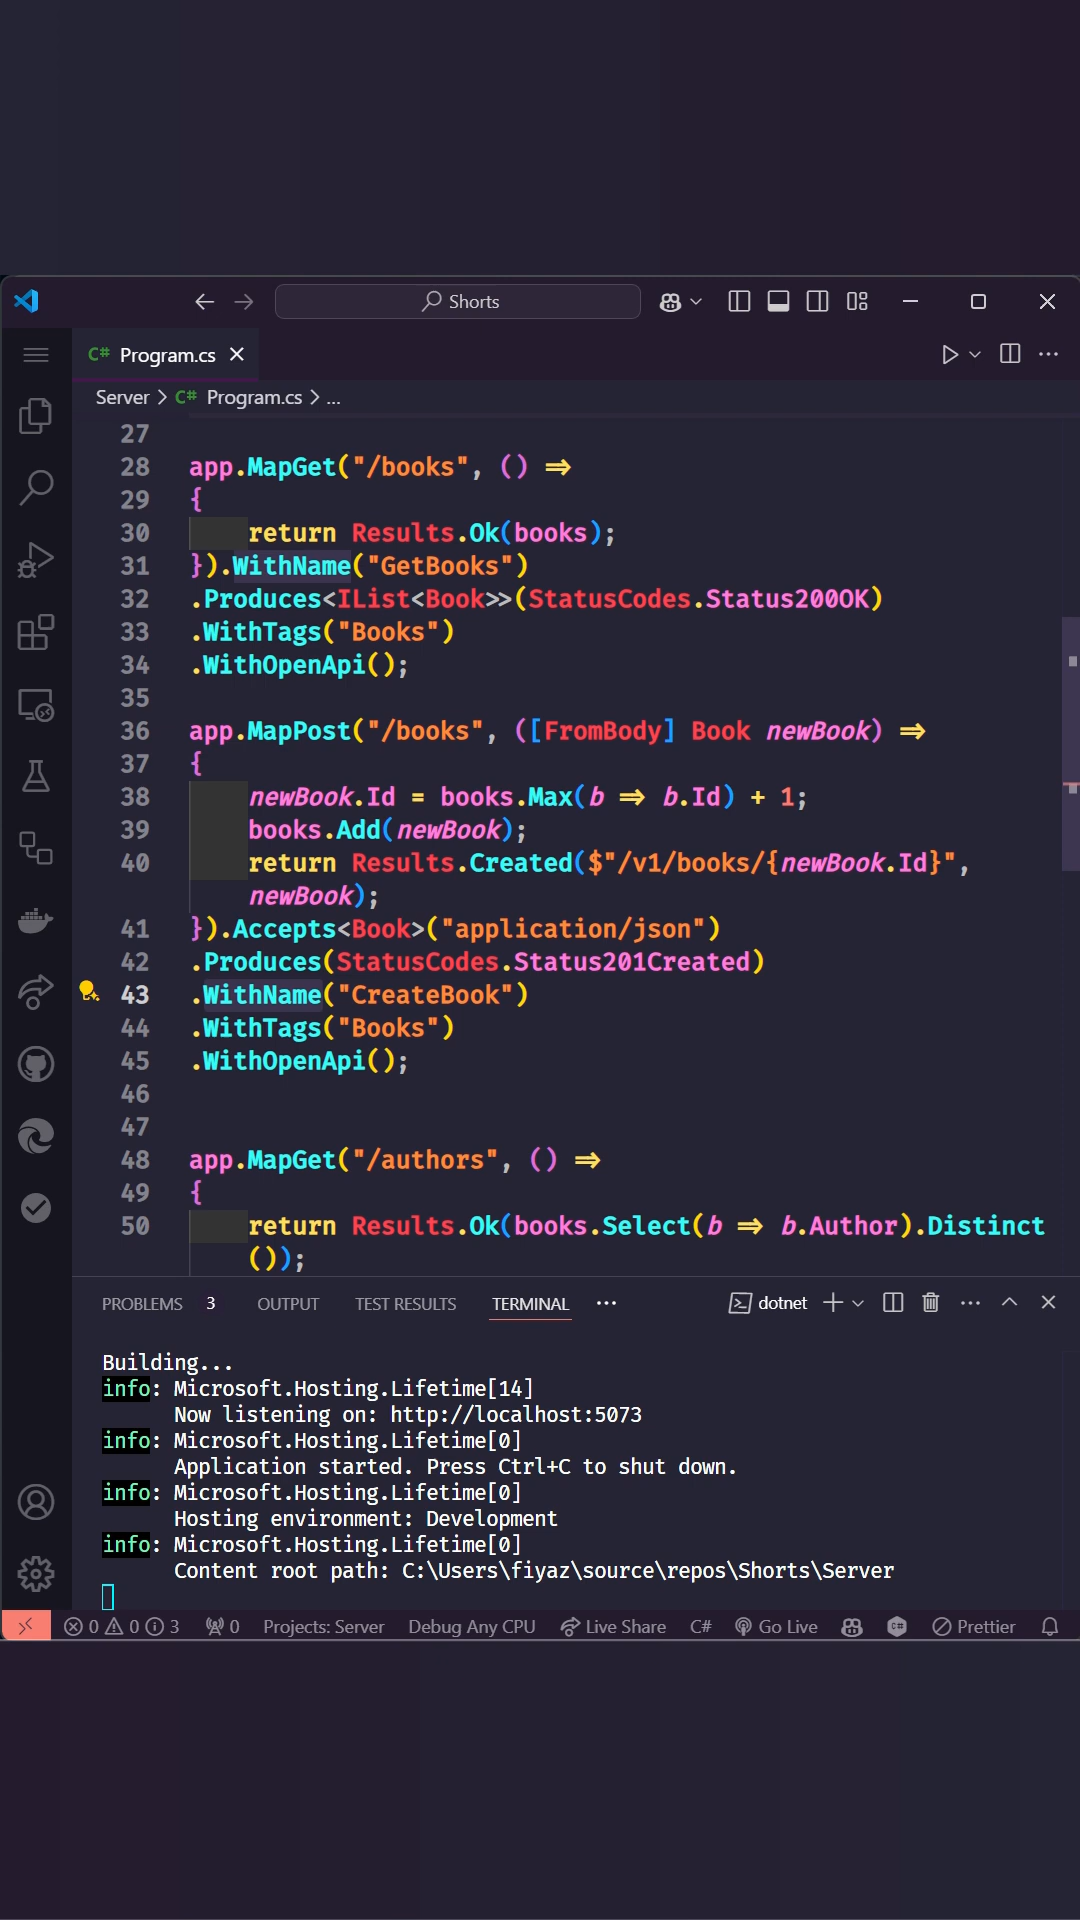 Shorts
C# Program.cs
Server > C# Program.cs > ...
27
28 app.MapGet("/books", () =>
29 {
30 return Results.Ok(books);
31 }).WithName("GetBooks")
32 .Produces<IList<Book>>(StatusCodes.Status200OK)
33 .WithTags("Books")
34 .WithOpenApi();
35
36 app.MapPost("/books", ([FromBody] Book newBook) =>
37 {
38 newBook.Id = books.Max(b => b.Id) + 1;
39 books.Add(newBook);
40 return Results.Created($"/v1/books/{newBook.Id}",
newBook);
41 }).Accepts<Book>("application/json")
42 .Produces(StatusCodes.Status201Created)
43 .WithName("CreateBook")
44 .WithTags("Books")
45 .WithOpenApi();
46
47
48 app.MapGet("/authors", () =>
49 {
50 return Results.Ok(books.Select(b => b.Author).Distinct
());
PROBLEMS 3 OUTPUT TEST RESULTS TERMINAL ... dotnet
Building...
info: Microsoft.Hosting.Lifetime[14]
Now listening on: http://localhost:5073
info: Microsoft.Hosting.Lifetime[0]
Application started. Press Ctrl+C to shut down.
info: Microsoft.Hosting.Lifetime[0]
Hosting environment: Development
info: Microsoft.Hosting.Lifetime[0]
Content root path: C:\Users\fiyaz\source\repos\Shorts\Server
0 0 3 0 Projects: Server Debug Any CPU Live Share C# Go Live Prettier